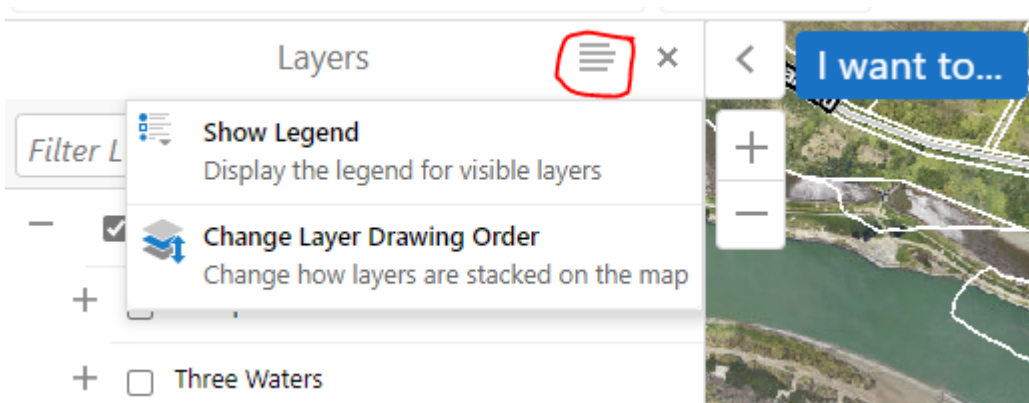 Layers
I want to...
Filter L
Show Legend
Display the legend for visible layers
Change Layer Drawing Order
Change how layers are stacked on the map
Three Waters